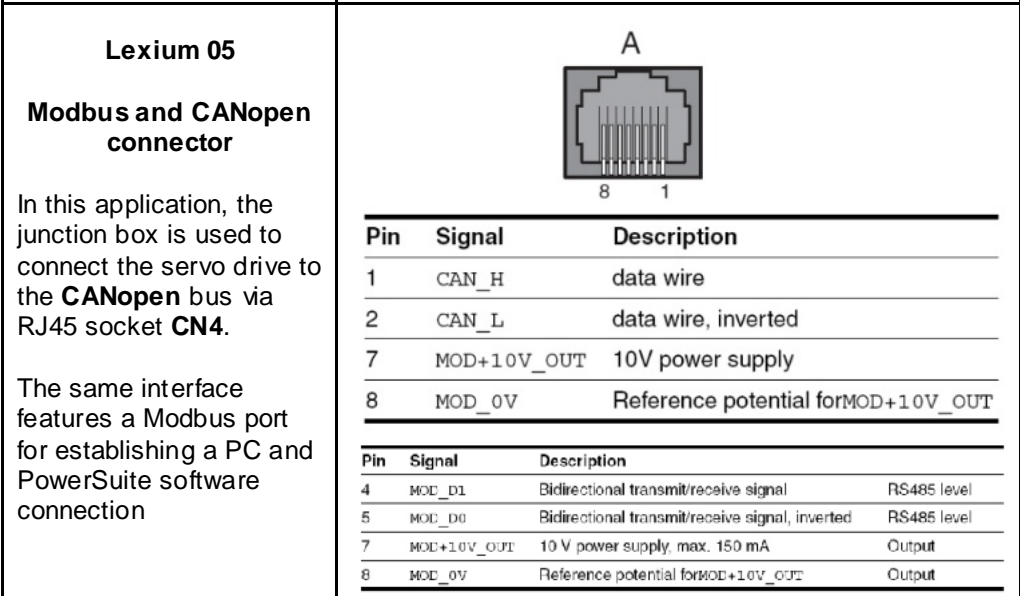 Lexium 05
Modbus and CANopen
connector
In this application, the
junction box is used to
connect the servo drive to
the CANopen bus via
RJ45 socket CN4.
The same interface
features a Modbus port
for establishing a PC and
PowerSuite software
connection
A
8 1
Pin Signal Description
1 CAN_H data wire
2 CAN_L data wire, inverted
7 MOD+10V_OUT 10V power supply
8 MOD_0V Reference potential forMOD+10V_OUT
Pin Signal Description
4 MOD_D1 Bidirectional transmit/receive signal RS485 level
5 MOD_D0 Bidirectional transmit/receive signal, inverted RS485 level
7 MOD+10V_OUT 10 V power supply, max. 150 mA Output
8 MOD_0V Reference potential forMOD+10V_OUT Output